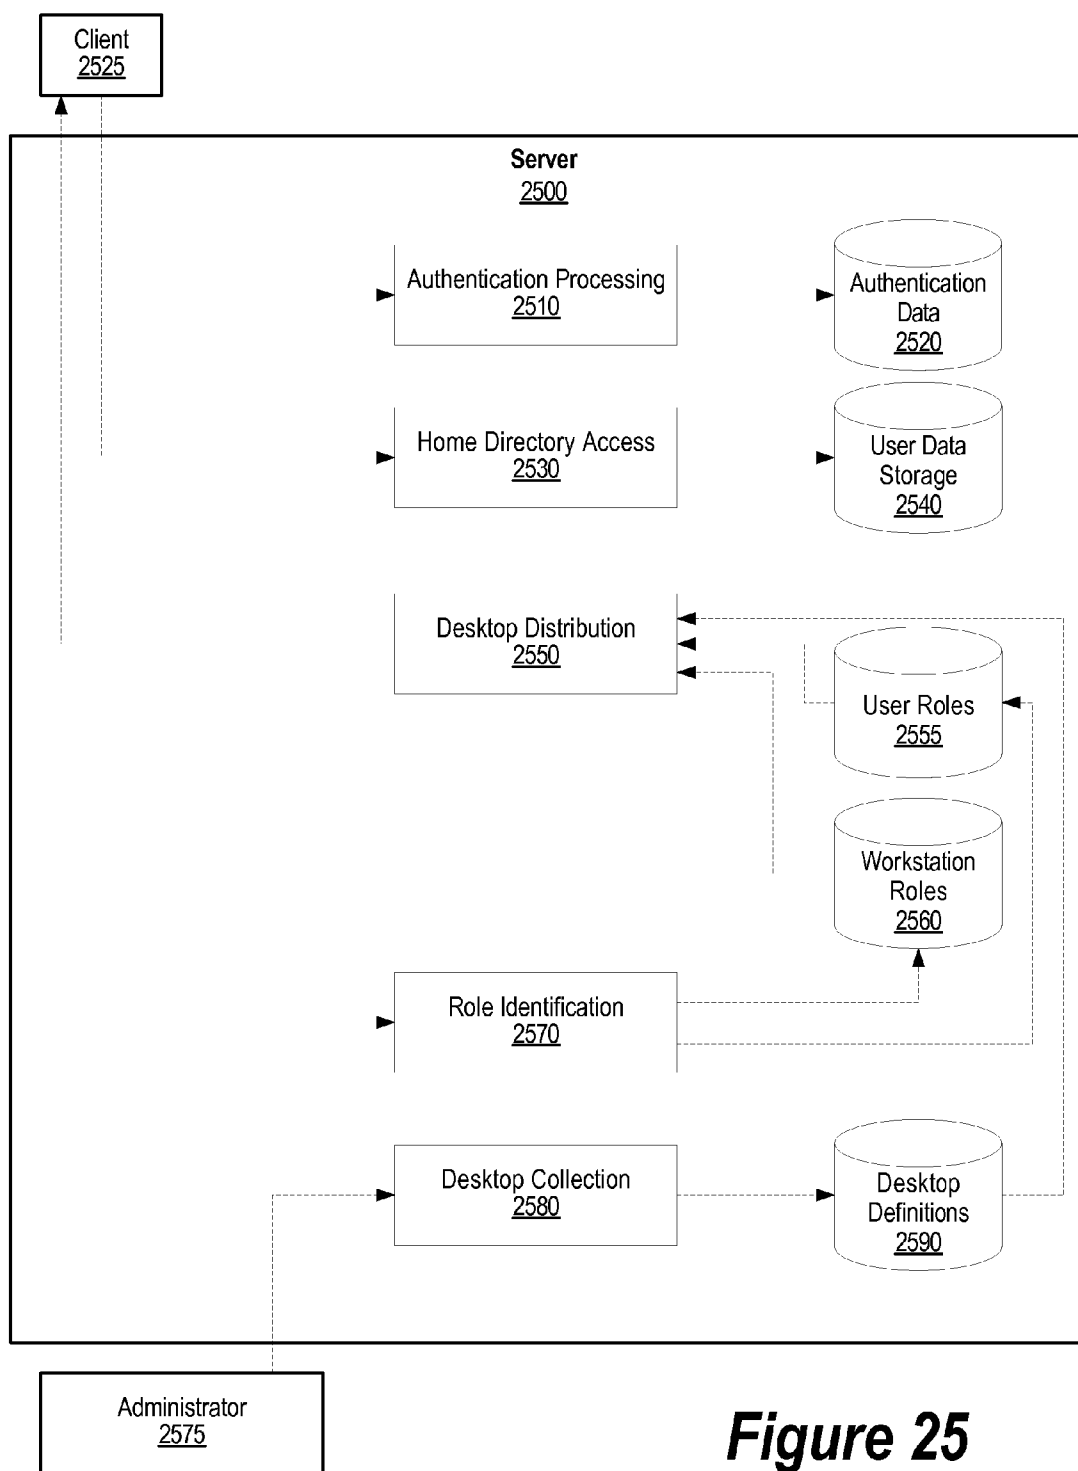 Client
2525
Server
2500
Authentication Processing
2510
Authentication
Data
2520
Home Directory Access
2530
User Data
Storage
2540
Desktop Distribution
2550
User Roles
2555
Workstation
Roles
2560
Role Identification
2570
Desktop Collection
2580
Desktop
Definitions
2590
Administrator
2575
Figure 25